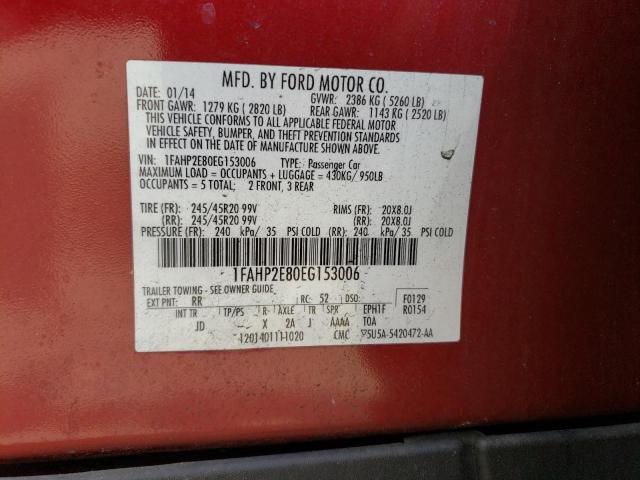 MFD. BY FORD MOTOR CO.
DATE: 01/14 GVWR: 2386 KG ( 5260 LB)
FRONT GAWR: 1279 KG ( 2820 LB) REAR GAWR: 1143 KG ( 2520 LB)
THIS VEHICLE CONFORMS TO ALL APPLICABLE FEDERAL MOTOR
VEHICLE SAFETY, BUMPER, AND THEFT PREVENTION STANDARDS
IN EFFECT ON THE DATE OF MANUFACTURE SHOWN ABOVE.
VIN: 1FAHP2E80EG153006 TYPE: Passenger Car
MAXIMUM LOAD = OCCUPANTS + LUGGAGE = 430KG/ 950LB
OCCUPANTS = 5 TOTAL: 2 FRONT, 3 REAR
TIRE (FR): 245/45R20 99V RIMS (FR): 20X8.0J
(RR): 245/45R20 99V (RR): 20X8.0J
PRESSURE (FR): 240 kPa/ 35 PSI COLD (RR): 240 kPa/ 35 PSI COLD
1FAHP2E80EG153006
TRAILER TOWING - SEE OWNER GUIDE
EXT PNT: RR RC: 52 DSO: F0129
INT TR TP/PS R AXLE TR SPR EPH1F R0154
JD X 2A J AAAA TOA
1201401111020 CMC 5U5A-5420472-AA